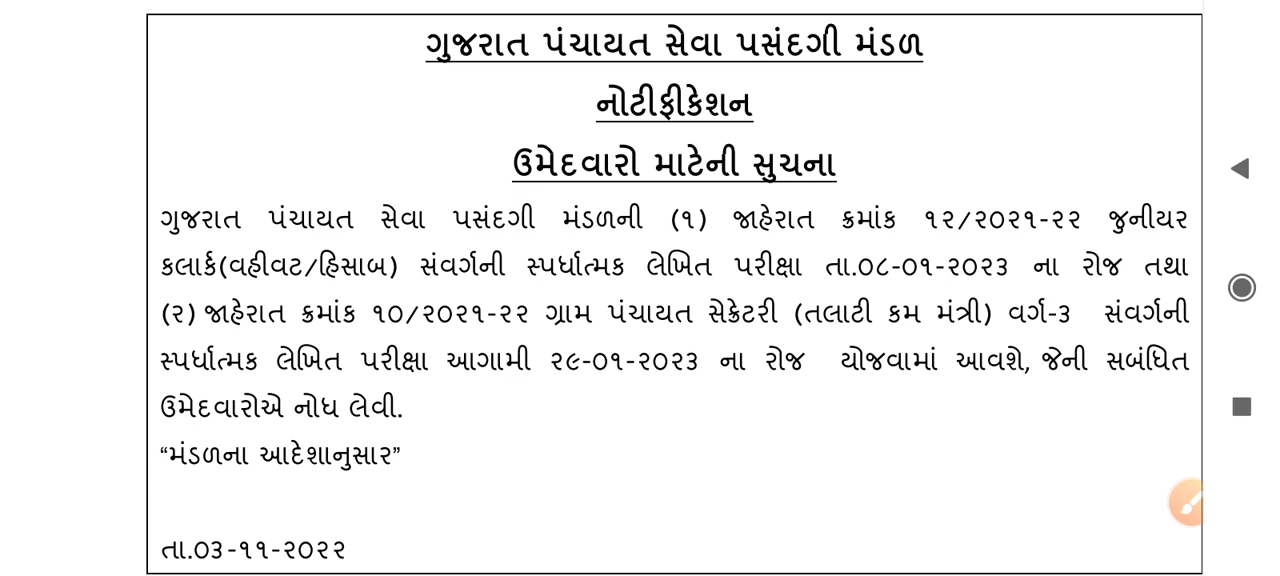 ગુજરાત પંચાયત સેવા પસંદગી મંડળ
નોટીફીકેશન
ઉમેદવારો માટેની સુચના
ગુજરાત પંચાયત સેવા પસંદગી મંડળની (૧) જાહેરાત ક્રમાંક ૧૨/૨૦૨૧-૨૨ જુનીયર
કલાર્ક(વહીવટ/હિસાબ) સંવર્ગની સ્પર્ધાત્મક લેખિત પરીક્ષા તા.૦૮-૦૧-૨૦૨૩ ના રોજ તથા
(૨) જાહેરાત ક્રમાંક ૧૦/૨૦૨૧-૨૨ ગ્રામ પંચાયત સેક્રેટરી (તલાટી કમ મંત્રી) વર્ગ-૩ સંવર્ગની
સ્પર્ધાત્મક લેખિત પરીક્ષા આગામી ૨૯-૦૧-૨૦૨૩ ના રોજ યોજવામાં આવશે, જેની સબંધિત
ઉમેદવારોએ નોધ લેવી.
“મંડળના આદેશાનુસાર”
તા.૦૩-૧૧-૨૦૨૨